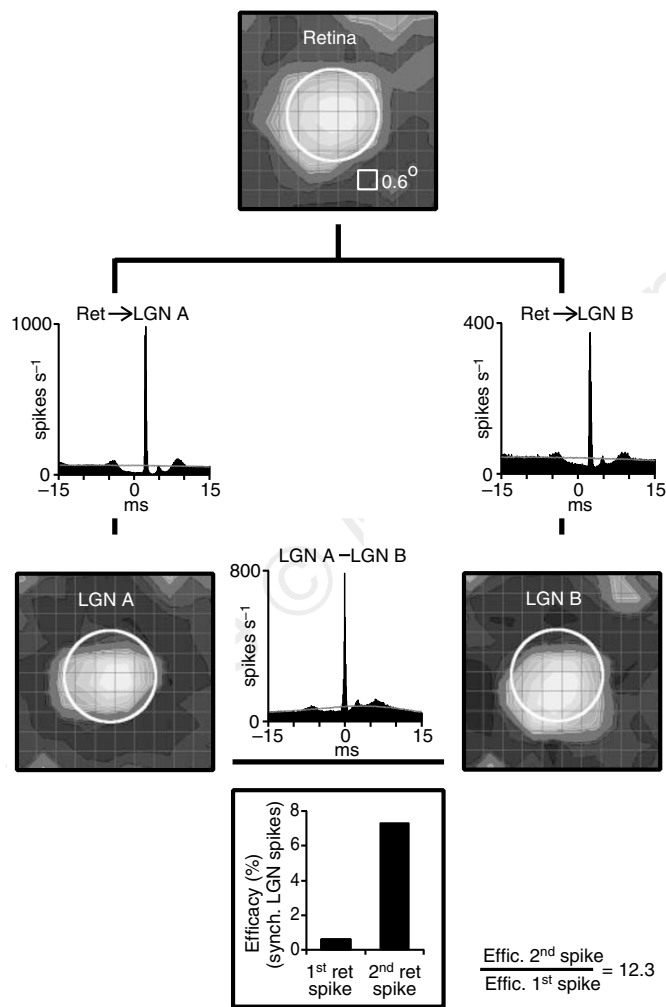 Retina
0.6°
Ret → LGN A
1000
spikes s⁻¹
0
−15 0 15
ms
Ret → LGN B
400
spikes s⁻¹
0
−15 0 15
ms
LGN A
LGN A – LGN B
800
spikes s⁻¹
0
−15 0 15
ms
LGN B
Efficacy (%)
(synch. LGN spikes)
8
6
4
2
0
1st ret
spike
2nd ret
spike
Effic. 2nd spike
Effic. 1st spike
= 12.3